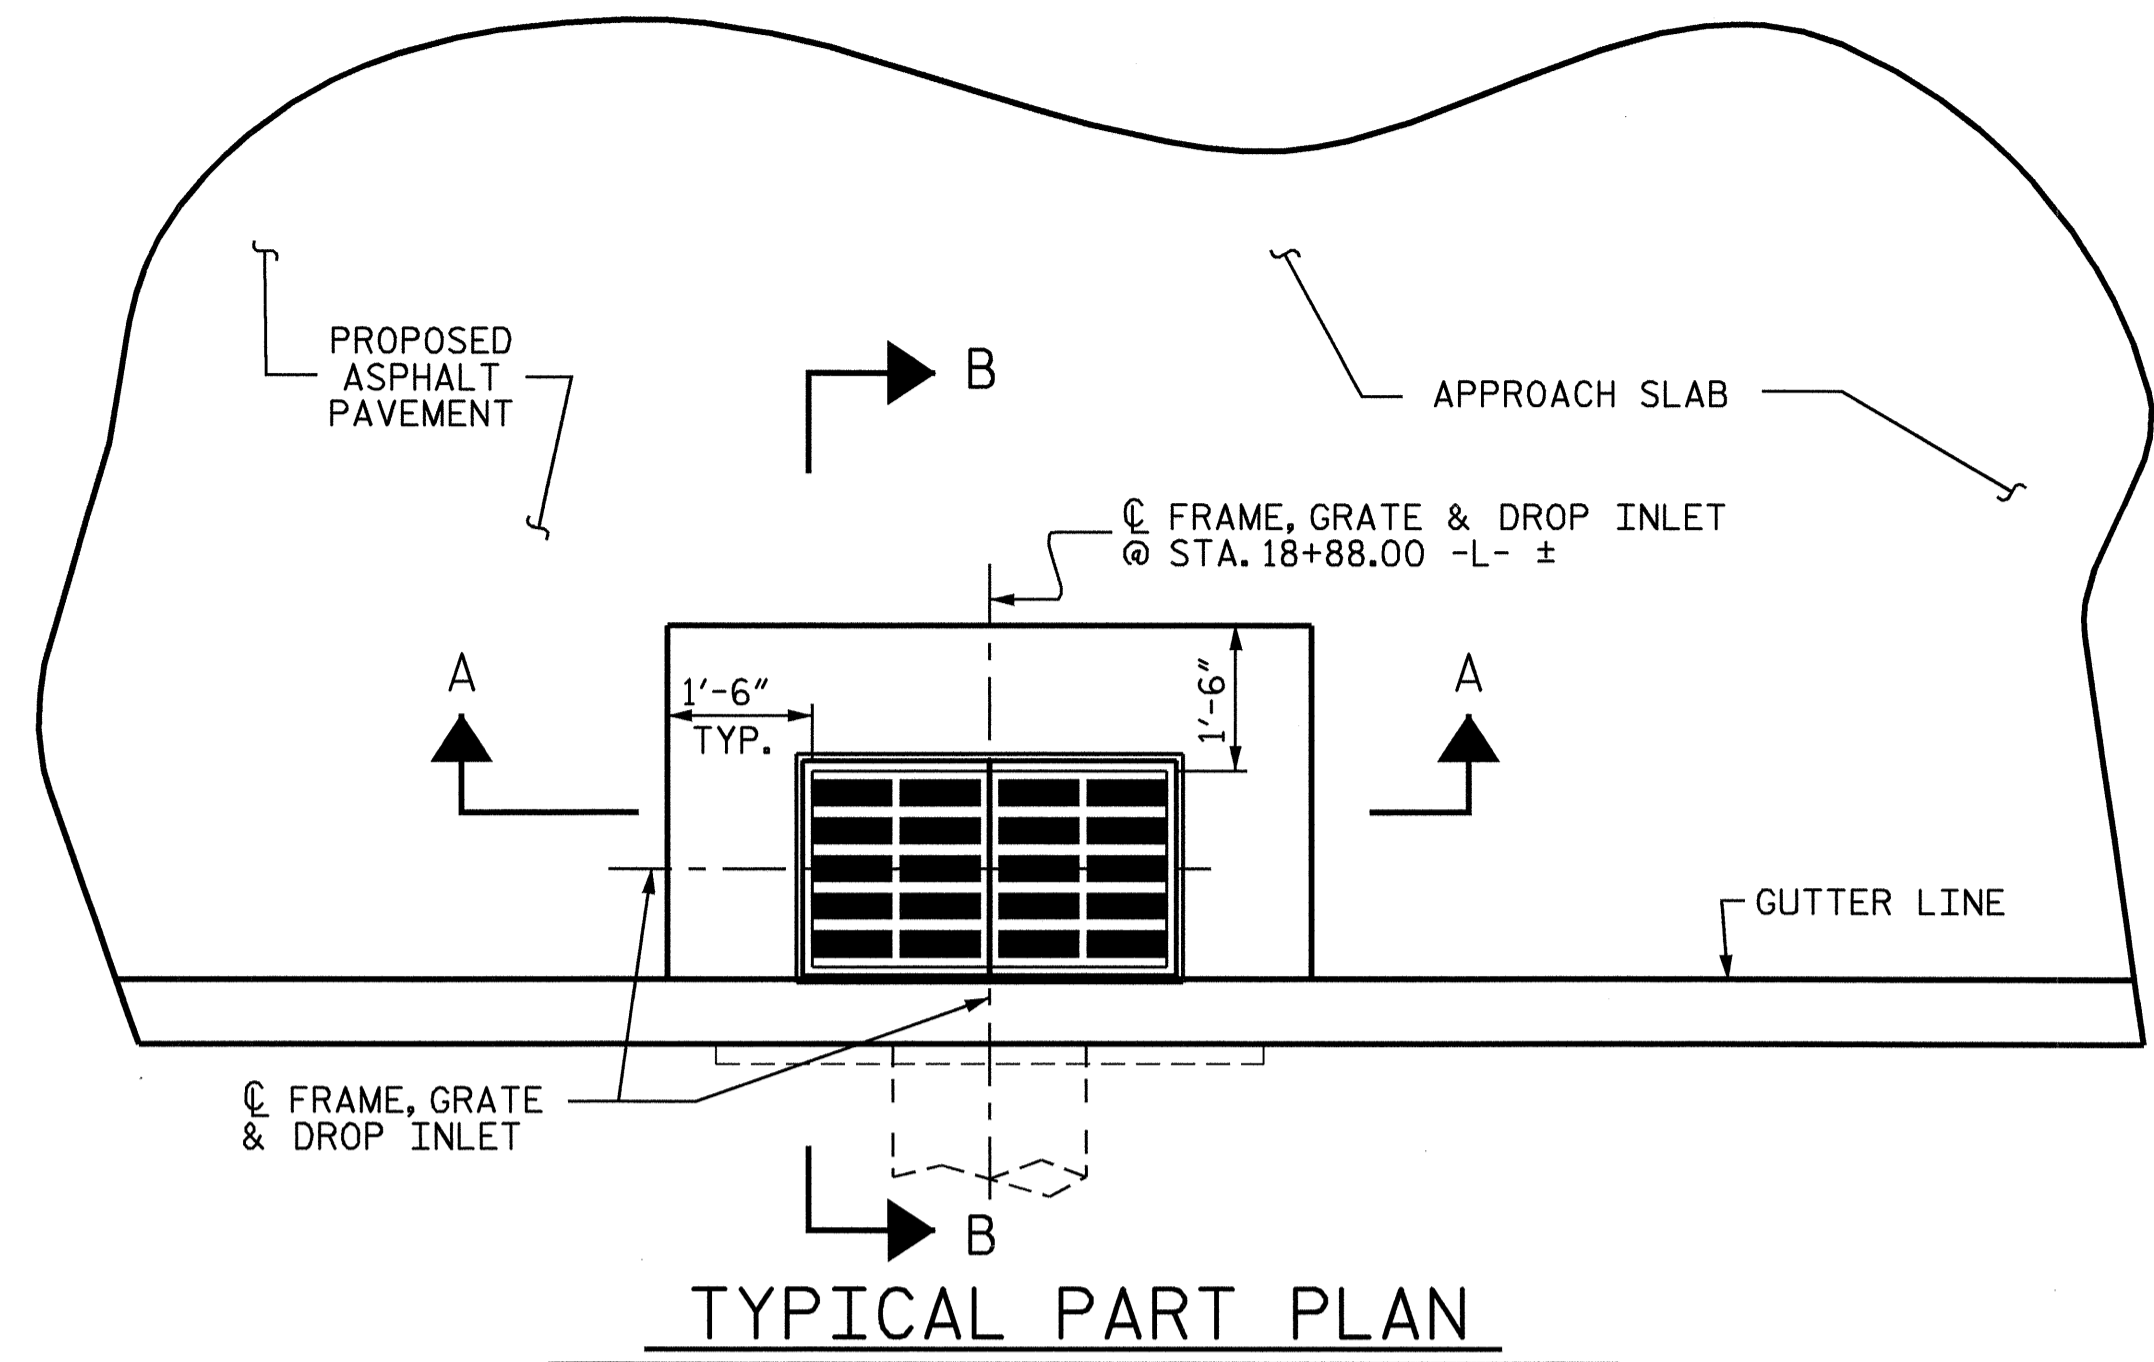 PROPOSED
ASPHALT
PAVEMENT
B
APPROACH SLAB
℄ FRAME, GRATE & DROP INLET
@ STA. 18+88.00 -L- ±
A
1'-6"
TYP.
1'-6"
A
GUTTER LINE
℄ FRAME, GRATE
& DROP INLET
B
TYPICAL PART PLAN